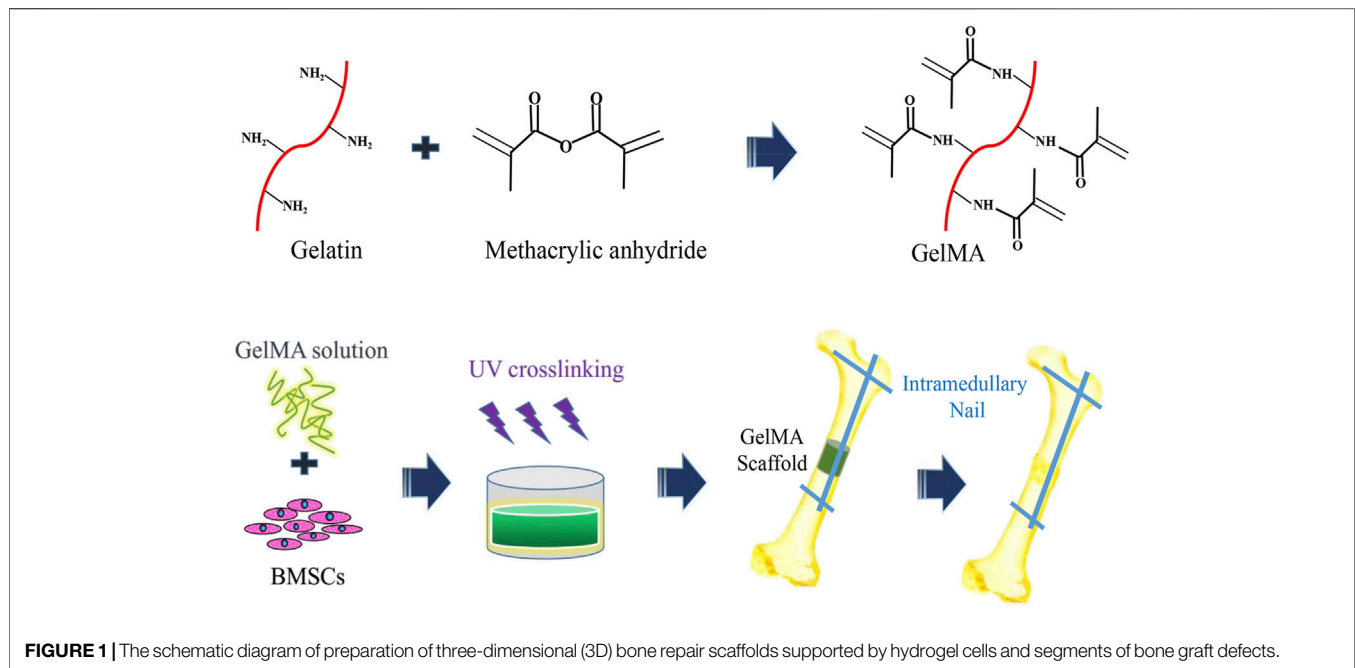 NH₂
NH₂
NH₂
NH₂
Gelatin
O
O
O
Methacrylic anhydride
O
NH
O
NH
NH
O
NH
O
GelMA
GelMA solution
BMSCs
UV crosslinking
GelMA
Scaffold
Intramedullary
Nail
FIGURE 1 | The schematic diagram of preparation of three-dimensional (3D) bone repair scaffolds supported by hydrogel cells and segments of bone graft defects.